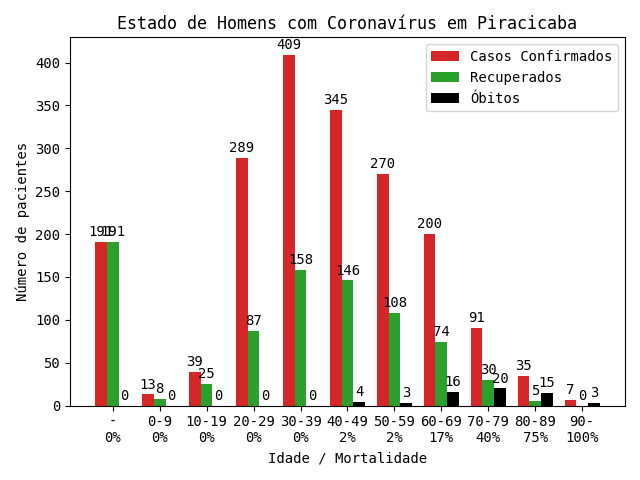 Estado de Homens com Coronavírus em Piracicaba
Casos Confirmados
Recuperados
Óbitos
Número de pacientes
400
350
300
250
200
150
100
50
0
191 191 0
13 8 0
39 25 0
289 87 0
409 158 0
345 146 4
270 108 3
200 74 16
91 30 20
35 5 15
7 0 3
- 0-9 10-19 20-29 30-39 40-49 50-59 60-69 70-79 80-89 90-
0% 0% 0% 0% 0% 2% 2% 17% 40% 75% 100%
Idade / Mortalidade